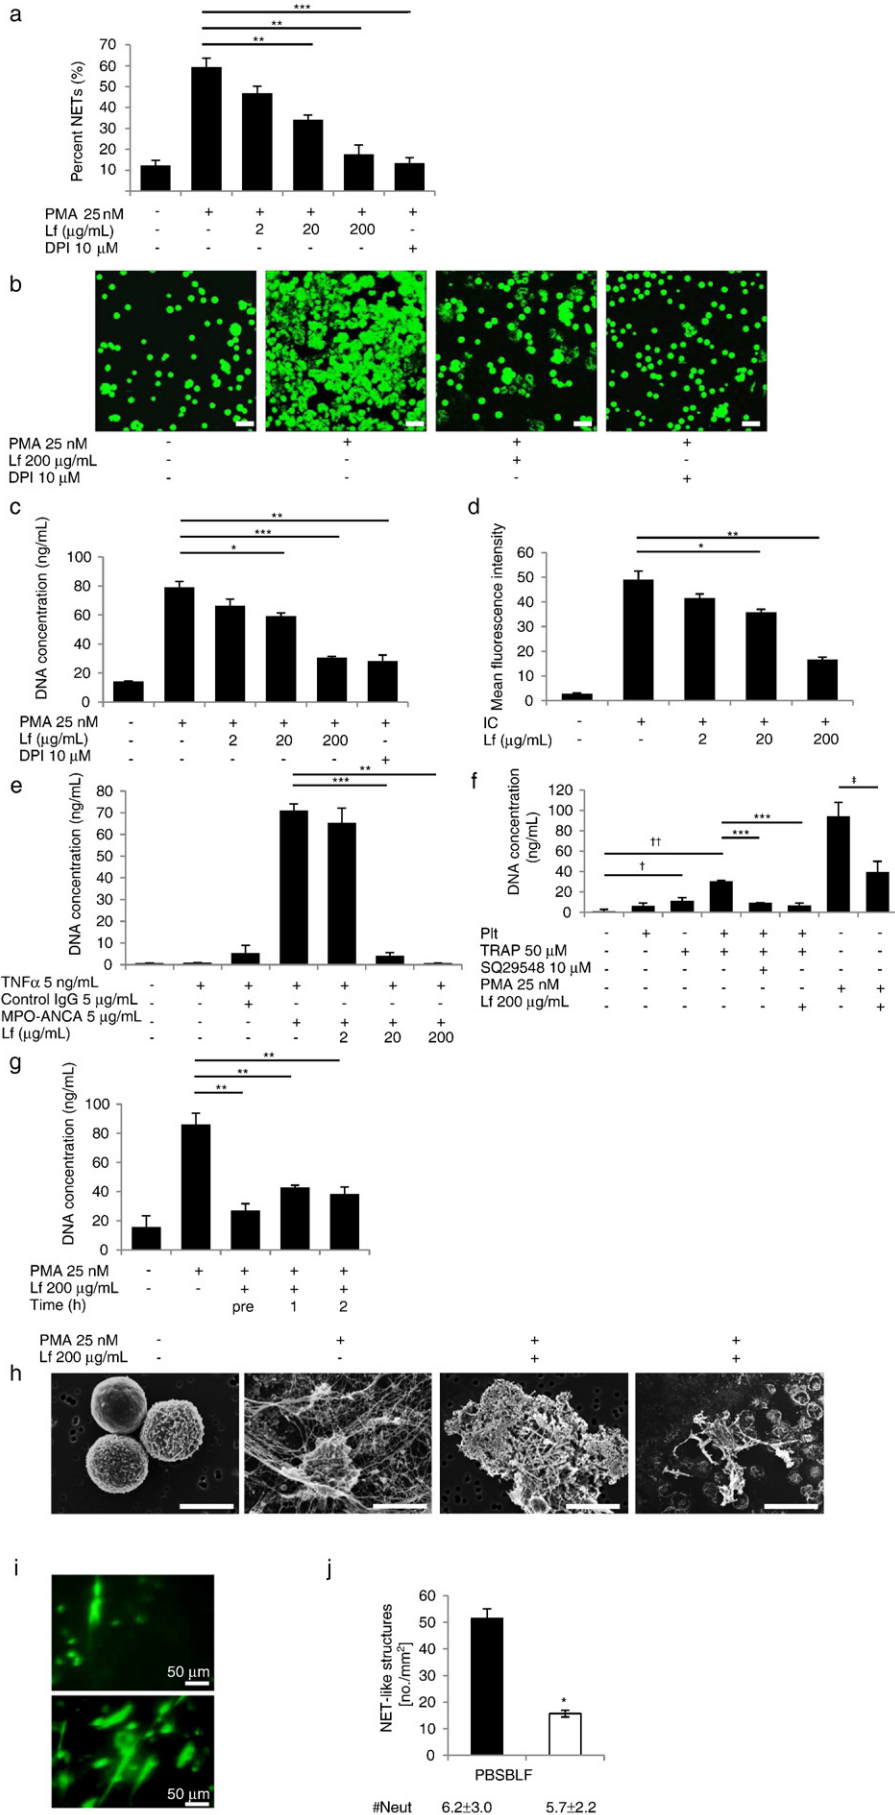 a
***
**
**
Percent NETs (%)
70
60
50
40
30
20
10
PMA 25 nM - + + + + +
Lf (μg/mL) - - 2 20 200 -
DPI 10 μM - - - - - +
b
PMA 25 nM - + + +
Lf 200 μg/mL - - + -
DPI 10 μM - - - +
c
**
***
*
DNA concentration (ng/mL)
100
80
60
40
20
0
PMA 25 nM - + + + + +
Lf (μg/mL) - - 2 20 200 -
DPI 10 μM - - - - - +
d
**
*
Mean fluorescence intensity
60
50
40
30
20
10
0
IC - + + + +
Lf (μg/mL) - - 2 20 200
e
**
***
DNA concentration (ng/mL)
80
70
60
50
40
30
20
10
0
TNFα 5 ng/mL - + + + + + +
Control IgG 5 μg/mL - - + - - - -
MPO-ANCA 5 μg/mL - - - + + + +
Lf (μg/mL) - - - - 2 20 200
f
‡
***
***
††
†
DNA concentration
(ng/mL)
120
100
80
60
40
20
0
Plt - + - + + + - -
TRAP 50 μM - - + + + + - -
SQ29548 10 μM - - - - + - - -
PMA 25 nM - - - - - - + +
Lf 200 μg/mL - - - - - + - +
g
**
**
**
DNA concentration (ng/mL)
100
80
60
40
20
0
PMA 25 nM - + + + +
Lf 200 μg/mL - - + + +
Time (h) pre 1 2
PMA 25 nM - + + +
Lf 200 μg/mL - - + +
h
i
50 μm
50 μm
j
NET-like structures
[no./mm²]
60
50
40
30
20
10
0
*
PBSBLF
#Neut 6.2±3.0 5.7±2.2